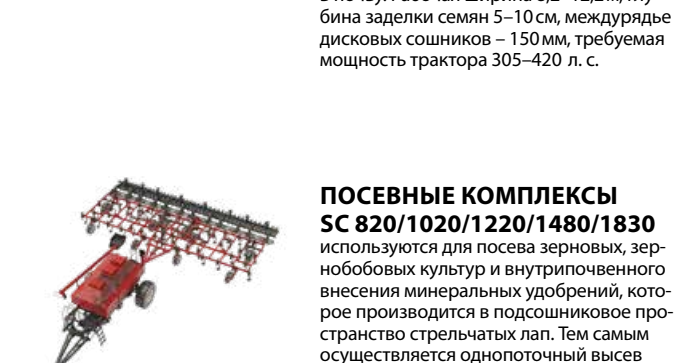 бина заделки семян 5–10 см, междурядье
дисковых сошников – 150 мм, требуемая
мощность трактора 305–420 л. с.
ПОСЕВНЫЕ КОМПЛЕКСЫ
SC 820/1020/1220/1480/1830
используются для посева зерновых, зер-
нобобовых культур и внутрипочвенного
внесения минеральных удобрений, кото-
рое производится в подсошниковое про-
странство стрельчатых лап. Тем самым
осуществляется однопоточный высев